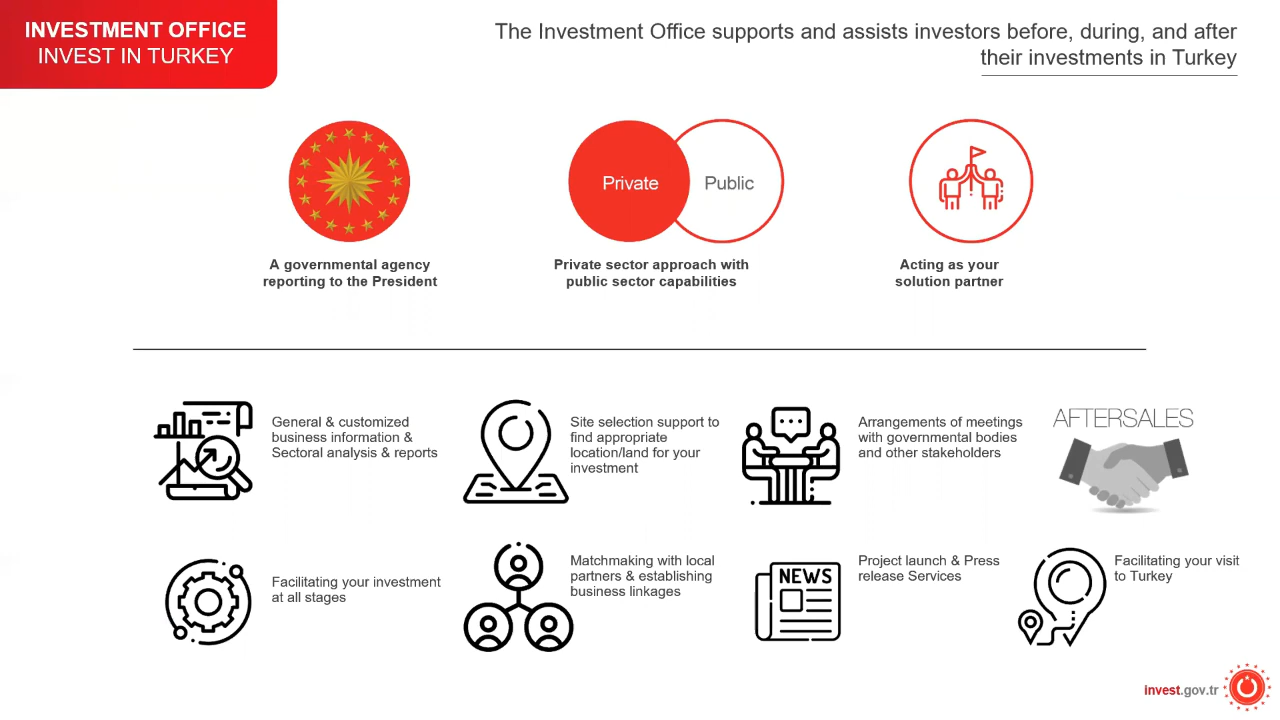 INVESTMENT OFFICE
INVEST IN TURKEY
The Investment Office supports and assists investors before, during, and after
their investments in Turkey
Private
Public
A governmental agency
reporting to the President
Private sector approach with
public sector capabilities
Acting as your
solution partner
General & customized
business information &
Sectoral analysis & reports
Site selection support to
find appropriate
location/land for your
investment
Arrangements of meetings
with governmental bodies
and other stakeholders
AFTERSALES
Facilitating your investment
at all stages
Matchmaking with local
partners & establishing
business linkages
NEWS
Project launch & Press
release Services
Facilitating your visit
to Turkey
invest.gov.tr